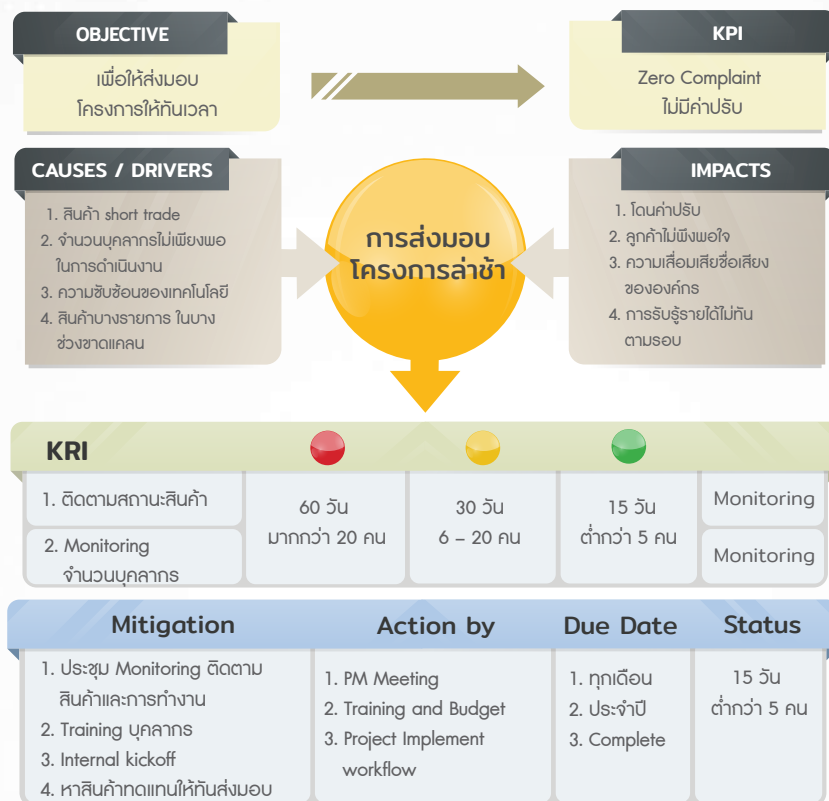 OBJECTIVE
เพื่อให้ส่งมอบ
โครงการให้ทันเวลา
KPI
Zero Complaint
ไม่มีค่าปรับ
CAUSES / DRIVERS
1. สินค้า short trade
2. จำนวนบุคลากรไม่เพียงพอ
ในการดำเนินงาน
3. ความซับซ้อนของเทคโนโลยี
4. สินค้าบางรายการ ในบาง
ช่วงขาดแคลน
การส่งมอบ
โครงการล่าช้า
IMPACTS
1. โดนค่าปรับ
2. ลูกค้าไม่พึงพอใจ
3. ความเสื่อมเสียชื่อเสียง
ขององค์กร
4. การรับรู้รายได้ไม่ทัน
ตามรอบ
KRI
1. ติดตามสถานะสินค้า
2. Monitoring
จำนวนบุคลากร
60 วัน
มากกว่า 20 คน
30 วัน
6 – 20 คน
15 วัน
ต่ำกว่า 5 คน
Monitoring
Monitoring
Mitigation
Action by
Due Date
Status
1. ประชุม Monitoring ติดตาม
สินค้าและการทำงาน
2. Training บุคลากร
3. Internal kickoff
4. หาสินค้าทดแทนให้ทันส่งมอบ
1. PM Meeting
2. Training and Budget
3. Project Implement
workflow
1. ทุกเดือน
2. ประจำปี
3. Complete
15 วัน
ต่ำกว่า 5 คน